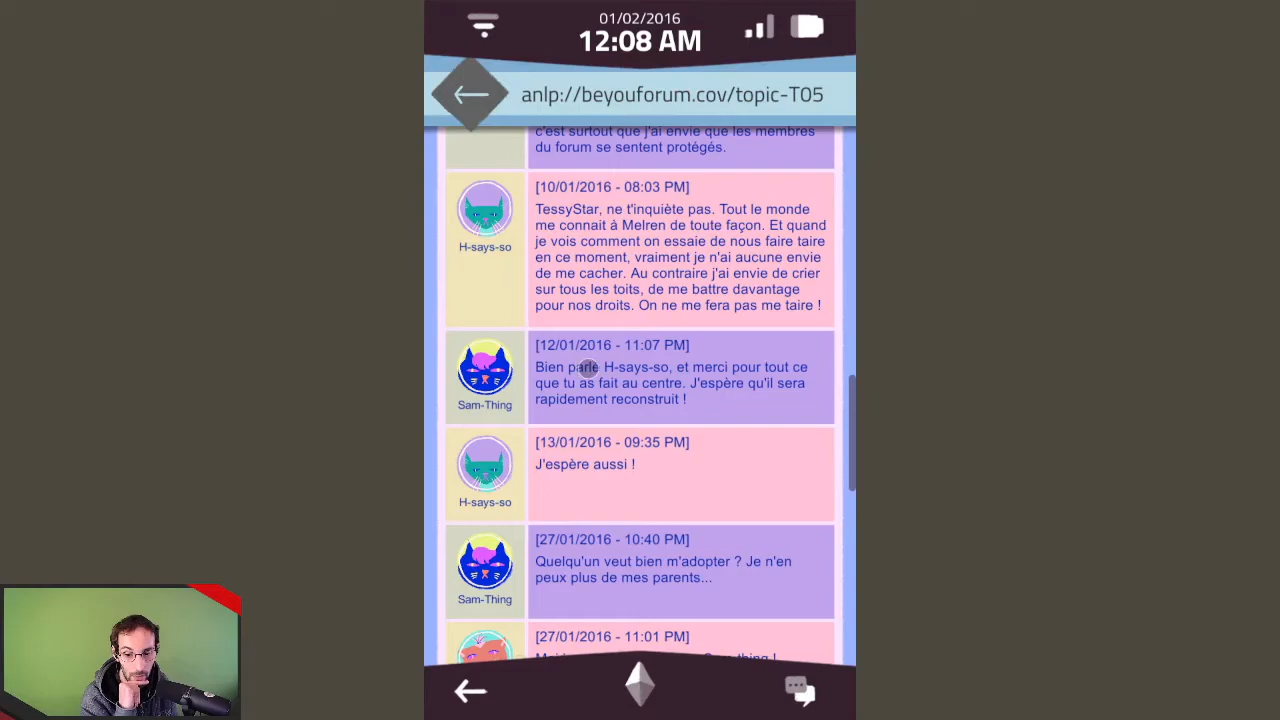 01/02/2016
12:08 AM
anlp://beyouforum.cov/topic-T05
c'est surtout que j'ai envie que les membres
du forum se sentent protégés.
[10/01/2016 - 08:03 PM]
TessyStar, ne t'inquiète pas. Tout le monde
me connait à Melren de toute façon. Et quand
je vois comment on essaie de nous faire taire
en ce moment, vraiment je n'ai aucune envie
de me cacher. Au contraire j'ai envie de crier
sur tous les toits, de me battre davantage
pour nos droits. On ne me fera pas me taire !
H-says-so
[12/01/2016 - 11:07 PM]
Bien parlé H-says-so, et merci pour tout ce
que tu as fait au centre. J'espère qu'il sera
rapidement reconstruit !
Sam-Thing
[13/01/2016 - 09:35 PM]
J'espère aussi !
H-says-so
[27/01/2016 - 10:40 PM]
Quelqu'un veut bien m'adopter ? Je n'en
peux plus de mes parents...
Sam-Thing
[27/01/2016 - 11:01 PM]